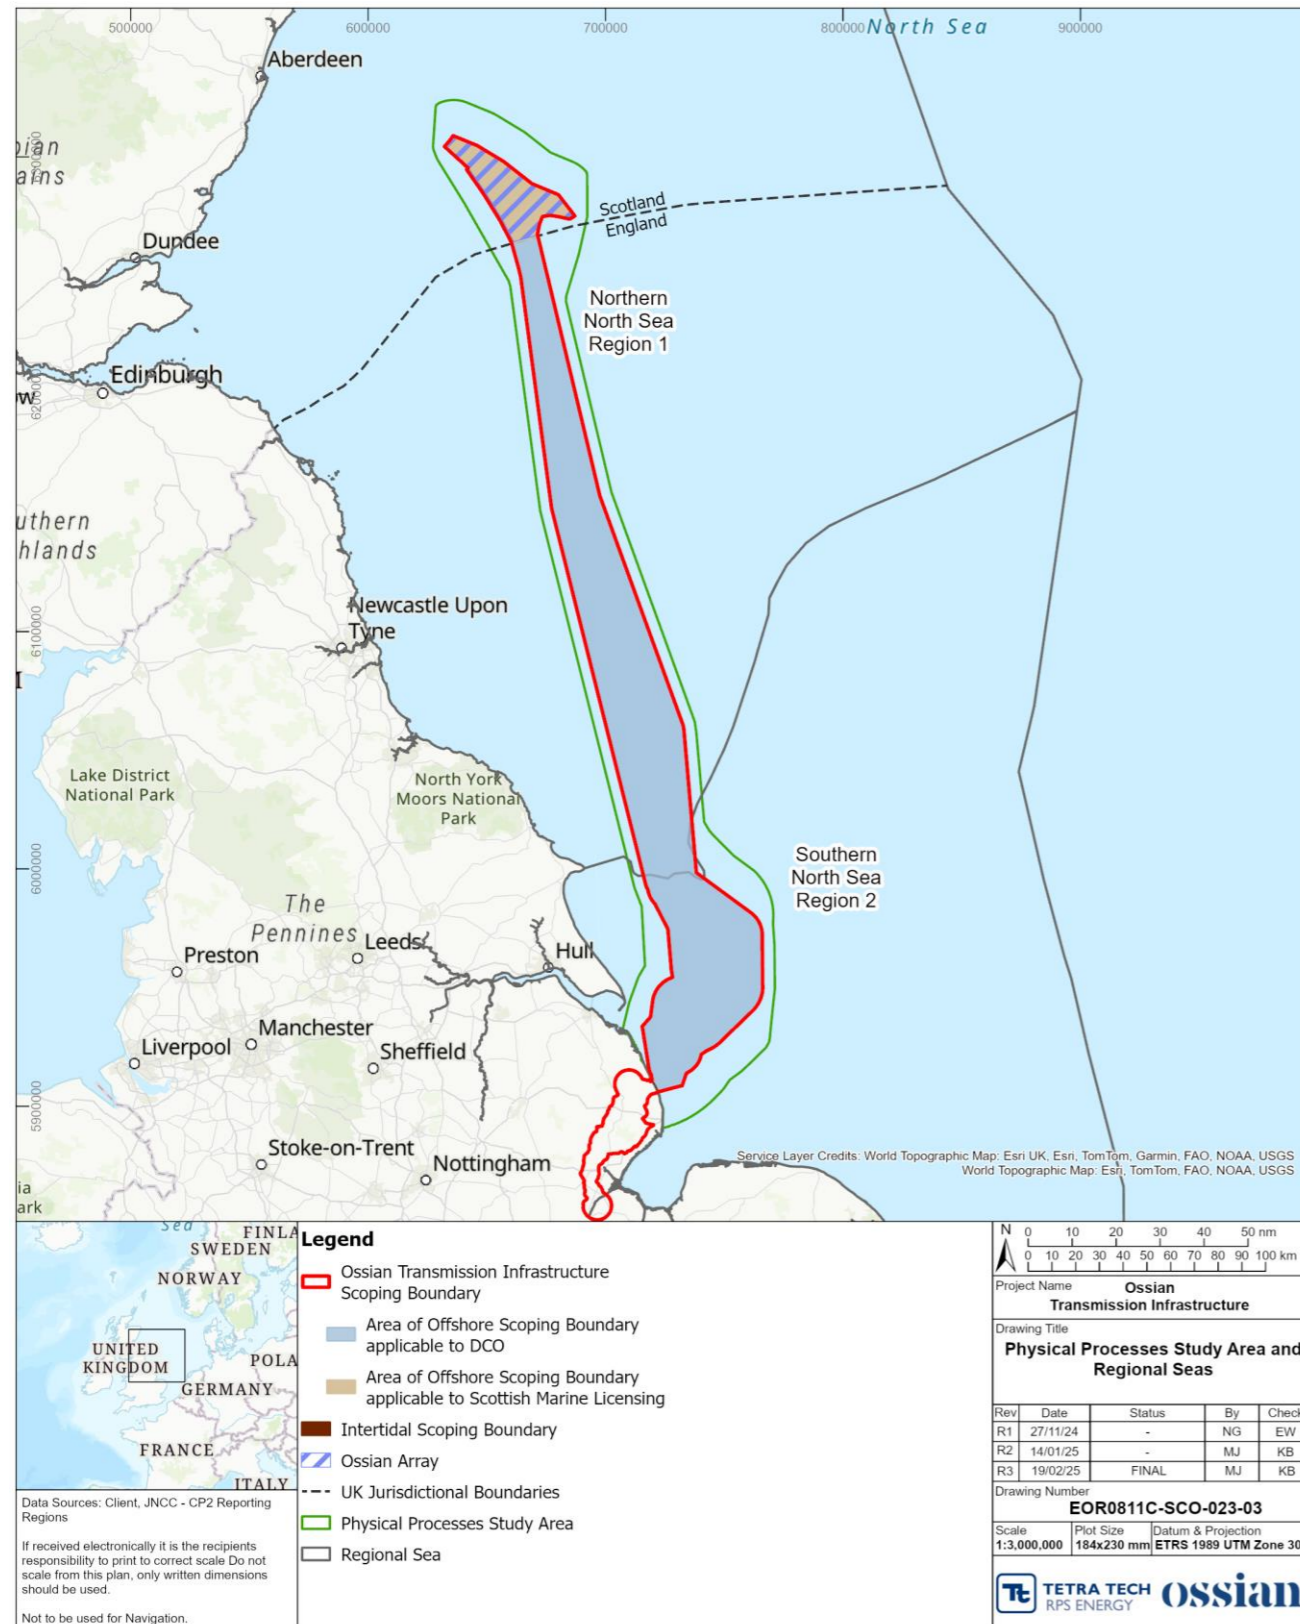 500000
600000
700000
800000
900000
North Sea
Aberdeen
Dundee
Scotland
England
Northern
North Sea
Region 1
Edinburgh
6200000
Newcastle Upon
Tyne
6100000
Lake District
National Park
North York
Moors National
Park
6000000
Southern
North Sea
Region 2
The
Pennines
Leeds
Preston
Hull
Manchester
Liverpool
Sheffield
5900000
Stoke-on-Trent
Nottingham
Service Layer Credits: World Topographic Map: Esri UK, Esri, TomTom, Garmin, FAO, NOAA, USGS
World Topographic Map: Esri, TomTom, FAO, NOAA, USGS
Sea
FINLA
SWEDEN
NORWAY
UNITED
KINGDOM
POLA
GERMANY
FRANCE
ITALY
Data Sources: Client, JNCC - CP2 Reporting
Regions
If received electronically it is the recipients
responsibility to print to correct scale Do not
scale from this plan, only written dimensions
should be used.
Not to be used for Navigation.
Legend
Ossian Transmission Infrastructure
Scoping Boundary
Area of Offshore Scoping Boundary
applicable to DCO
Area of Offshore Scoping Boundary
applicable to Scottish Marine Licensing
Intertidal Scoping Boundary
Ossian Array
UK Jurisdictional Boundaries
Physical Processes Study Area
Regional Sea
N
0 10 20 30 40 50 nm
0 10 20 30 40 50 60 70 80 90 100 km
Project Name
Ossian
Transmission Infrastructure
Drawing Title
Physical Processes Study Area and
Regional Seas
Rev Date Status By Check
R1 27/11/24 - NG EW
R2 14/01/25 - MJ KB
R3 19/02/25 FINAL MJ KB
Drawing Number
EOR0811C-SCO-023-03
Scale Plot Size Datum & Projection
1:3,000,000 184x230 mm ETRS 1989 UTM Zone 30
TETRA TECH
RPS ENERGY
ossian